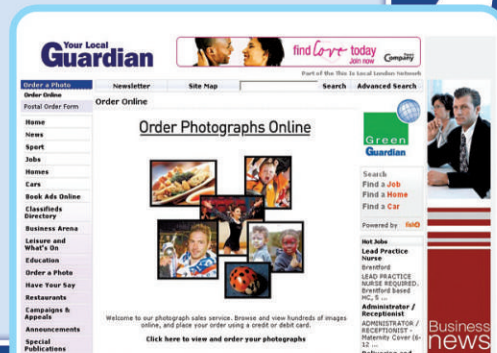 Your Local
Guardian
find Love today
Join now
Company
Part of the This Is Local London Network
Order a Photo
Newsletter
Site Map
Search
Advanced Search
Order Online
Postal Order Form
Order Online
Order Photographs Online
Home
News
Sport
Jobs
Homes
Cars
Book Ads Online
Classifieds
Directory
Business Arena
Leisure and
What's On
Education
Order a Photo
Have Your Say
Restaurants
Campaigns &
Appeals
Announcements
Special
Publications
Welcome to our photograph sales service. Browse and view hundreds of images
online, and place your order using a credit or debit card.
Click here to view and order your photographs
Green
Guardian
Search
Find a Job
Find a Home
Find a Car
Powered by
Hot Jobs
Lead Practice
Nurse
Brentford
LEAD PRACTICE
NURSE REQUIRED.
Brentford based
HC, 5 ...
Administrator /
Receptionist
ADMINISTRATOR /
RECEPTIONIST -
Maternity Cover (6-
12 ...
Delivering and
Business
news